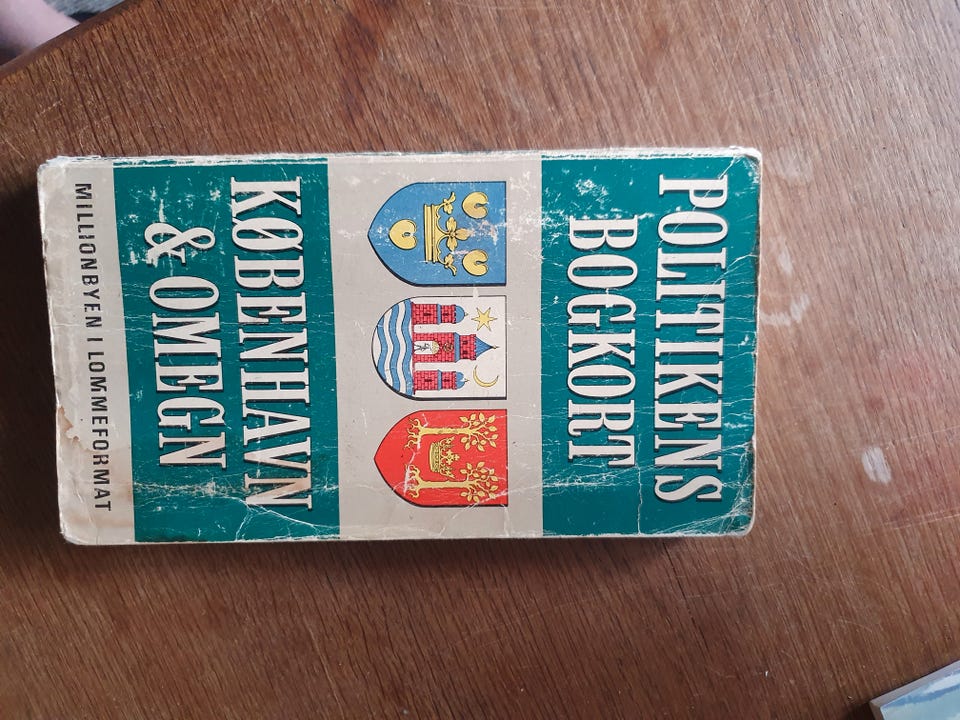 POLITIKENS
BOGKORT
KØBENHAVN
& OMEGN
MILLIONBYEN I LOMMEFORMAT